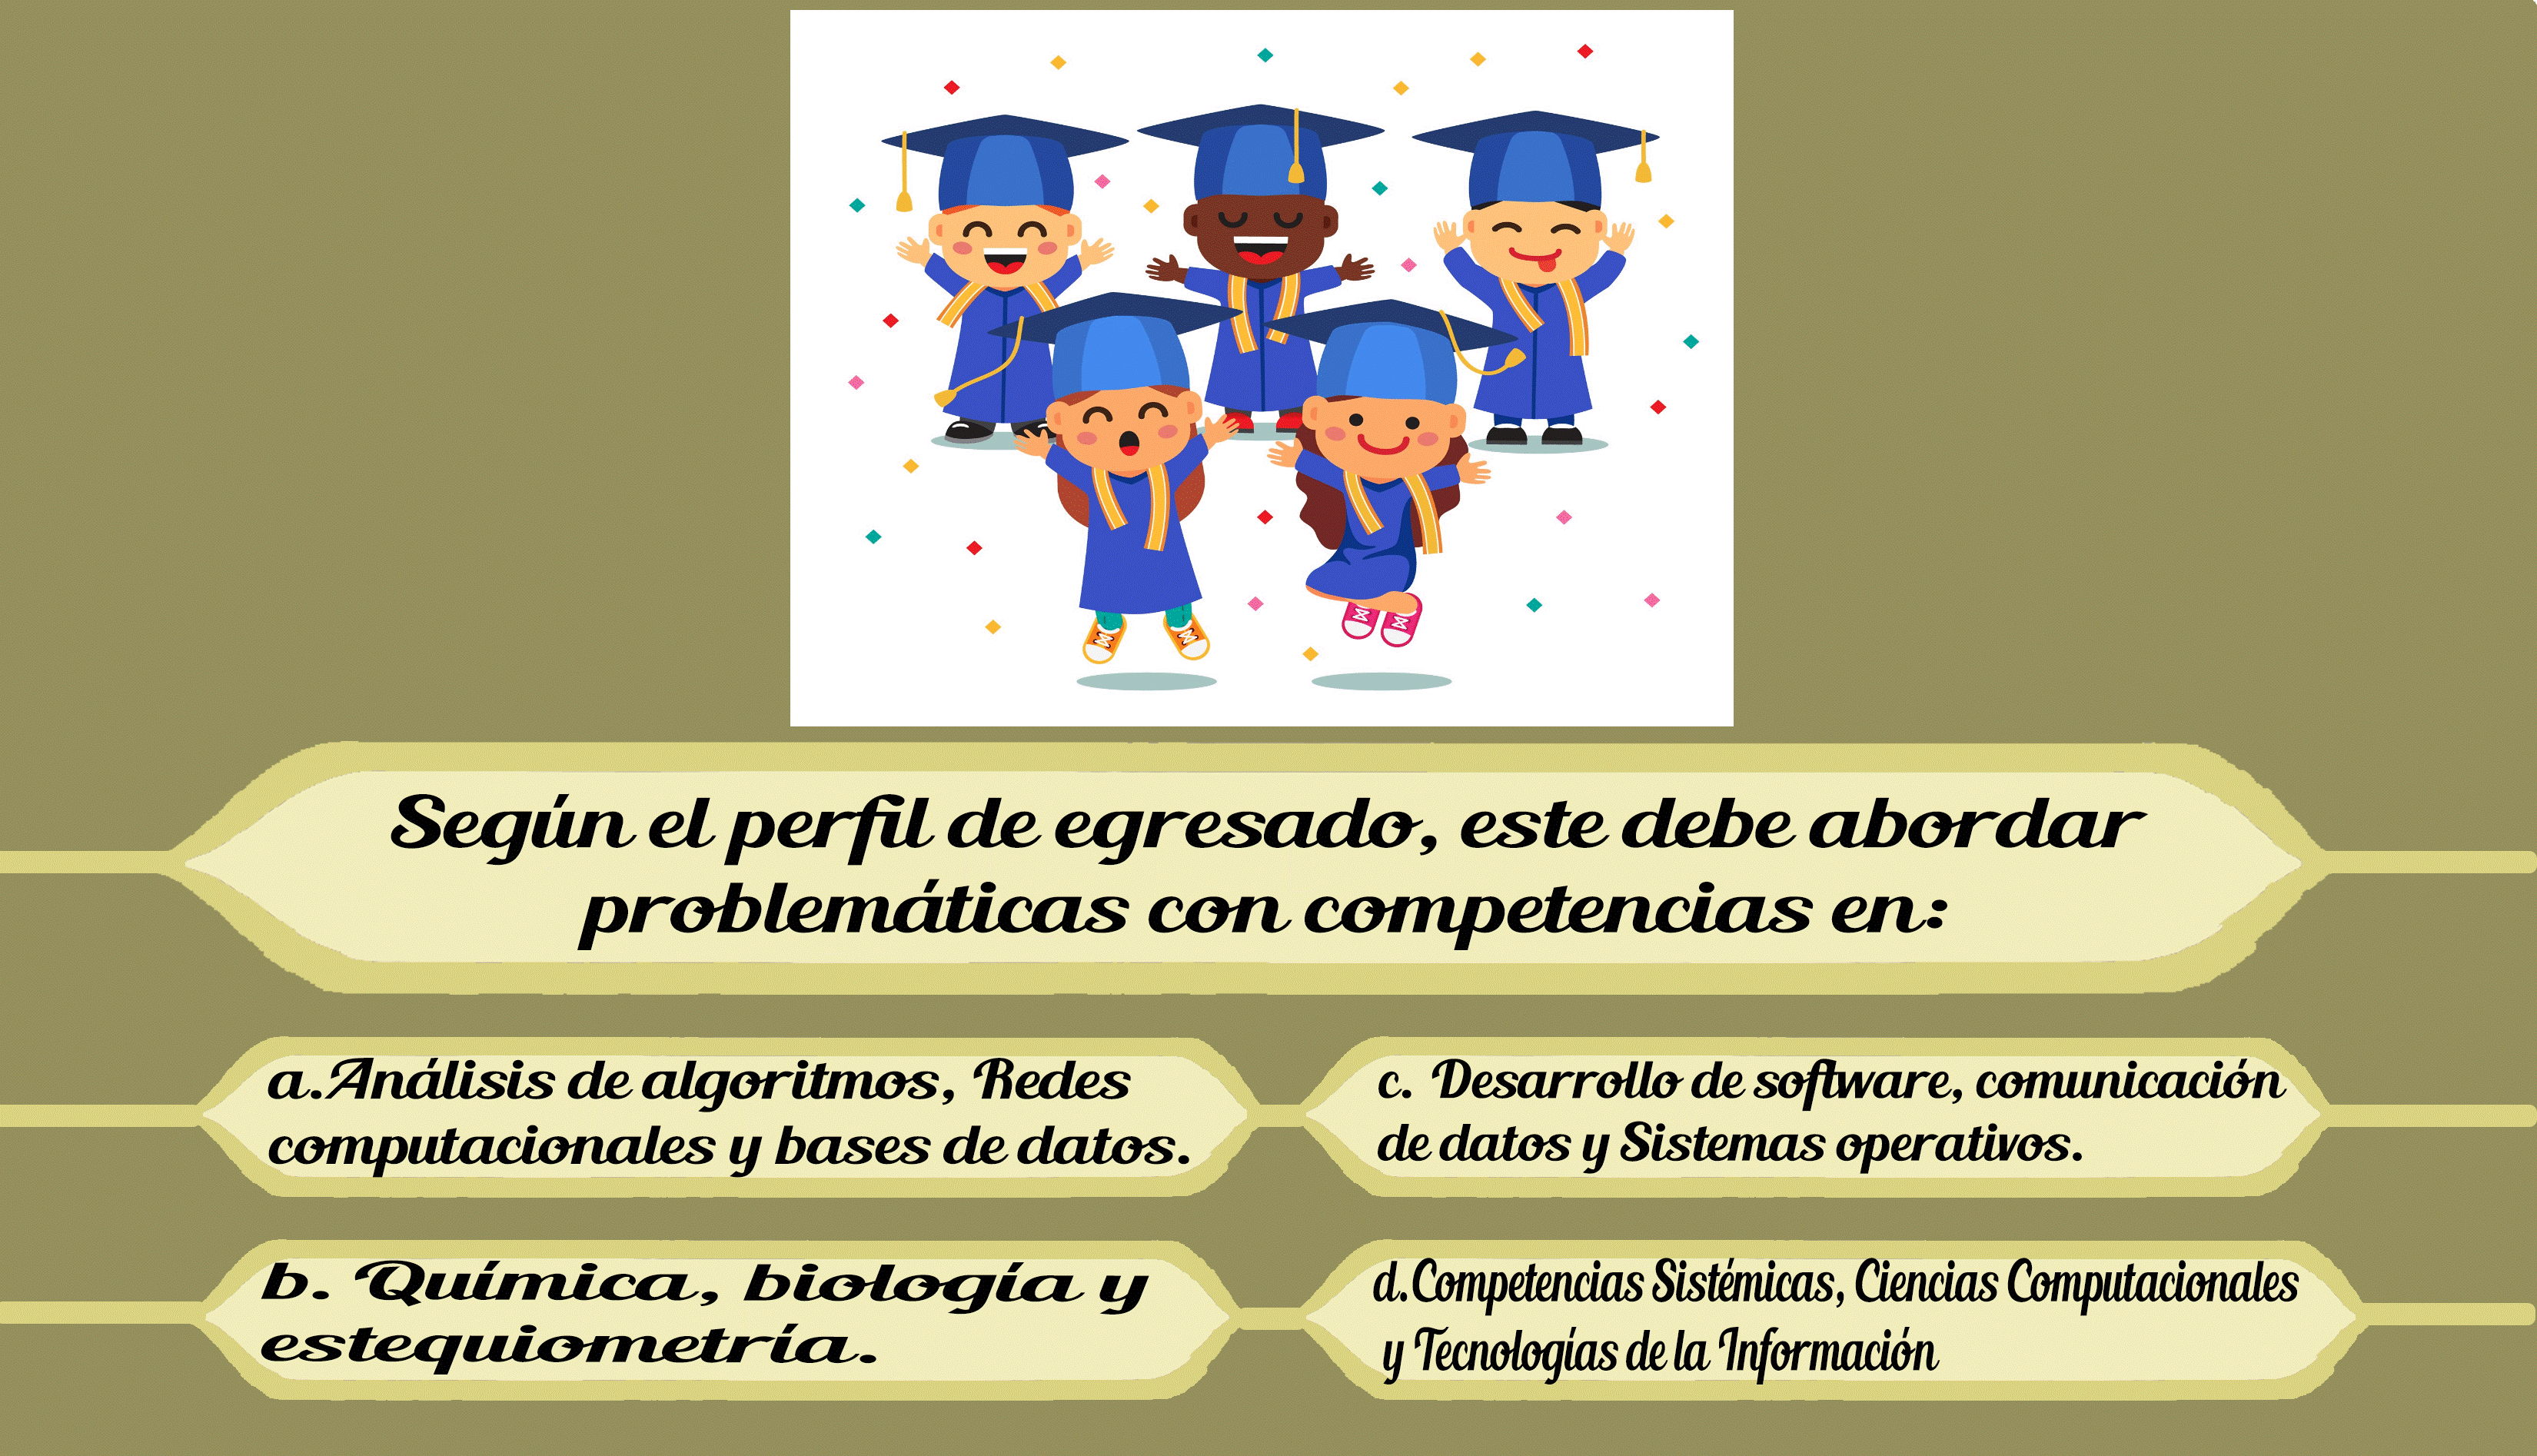 Según el perfil de egresado, este debe abordar
problemáticas con competencias en:
a.Análisis de algoritmos, Redes
computacionales y bases de datos.
b. Química, biología y
estequiometría.
c. Desarrollo de software, comunicación
de datos y Sistemas operativos.
d.Competencias Sistémicas, Ciencias Computacionales
y Tecnologías de la Información